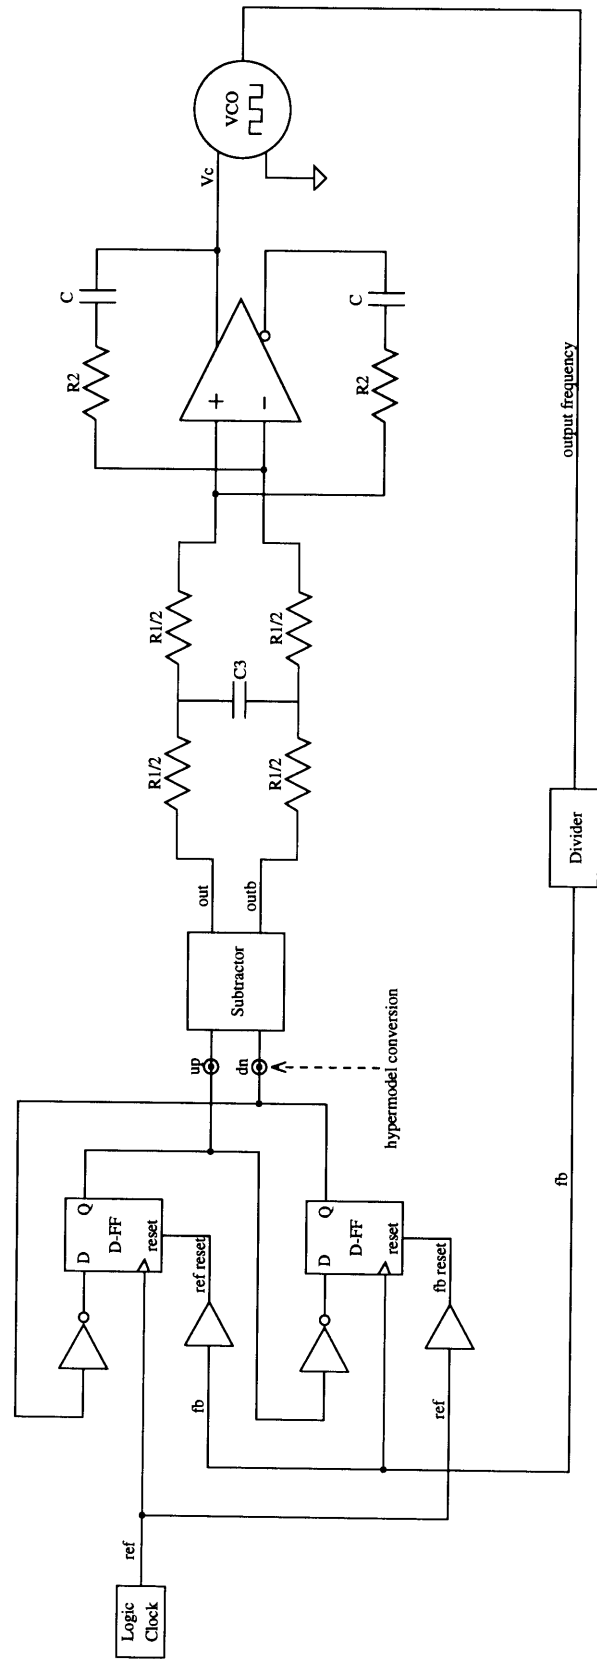 Logic
Clock
ref
D
Q
D-FF
reset
fb
ref reset
D
Q
D-FF
reset
ref
fb reset
up
dn
hypermodel conversion
Subtractor
out
outb
R1/2
R1/2
C3
R1/2
R1/2
R2
C
+
−
R2
C
Vc
VCO
output frequency
Divider
fb